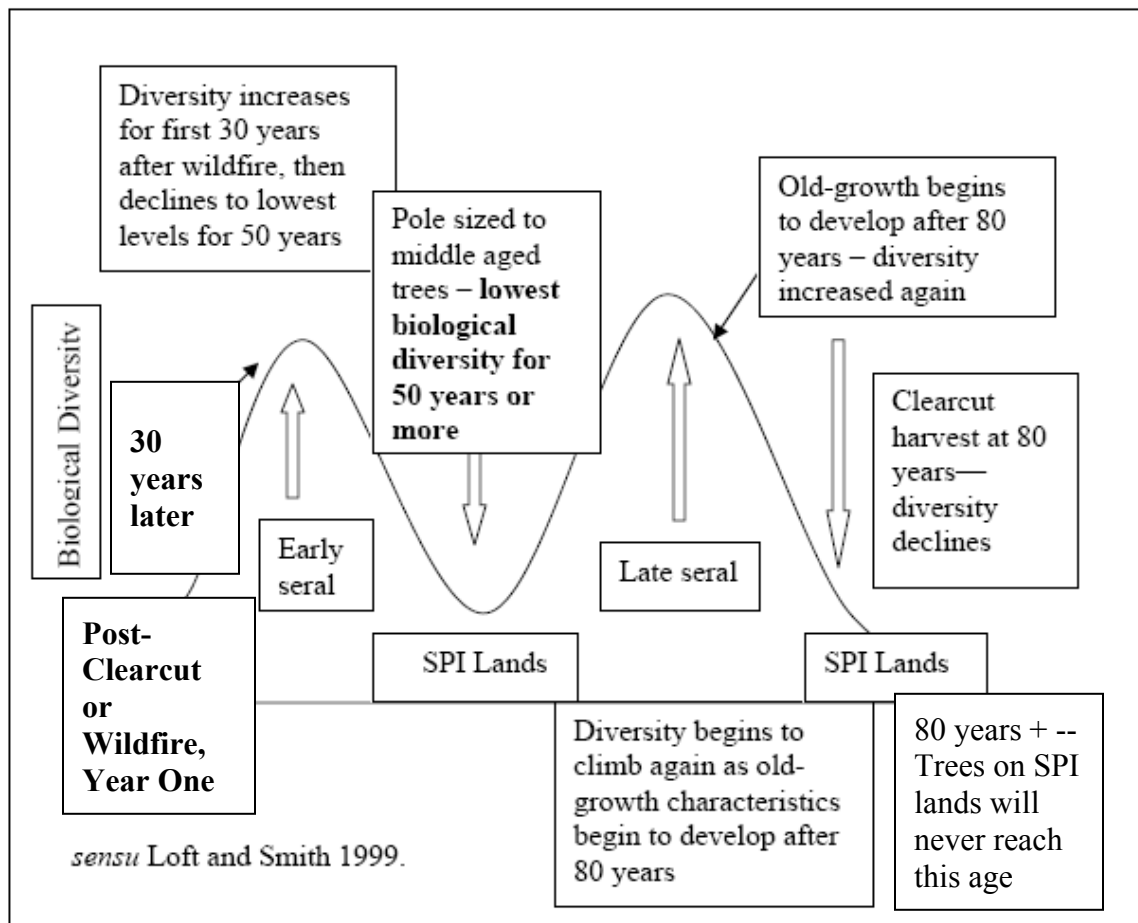 Diversity increases
for first 30 years
after wildfire, then
declines to lowest
levels for 50 years
Pole sized to
middle aged
trees – lowest
biological
diversity for
50 years or
more
Old-growth begins
to develop after 80
years – diversity
increased again
Biological Diversity
30
years
later
Clearcut
harvest at 80
years—
diversity
declines
Early
seral
Late seral
Post-
Clearcut
or
Wildfire,
Year One
SPI Lands
SPI Lands
Diversity begins to
climb again as old-
growth characteristics
begin to develop after
80 years
80 years + --
Trees on SPI
lands will
never reach
this age
sensu Loft and Smith 1999.